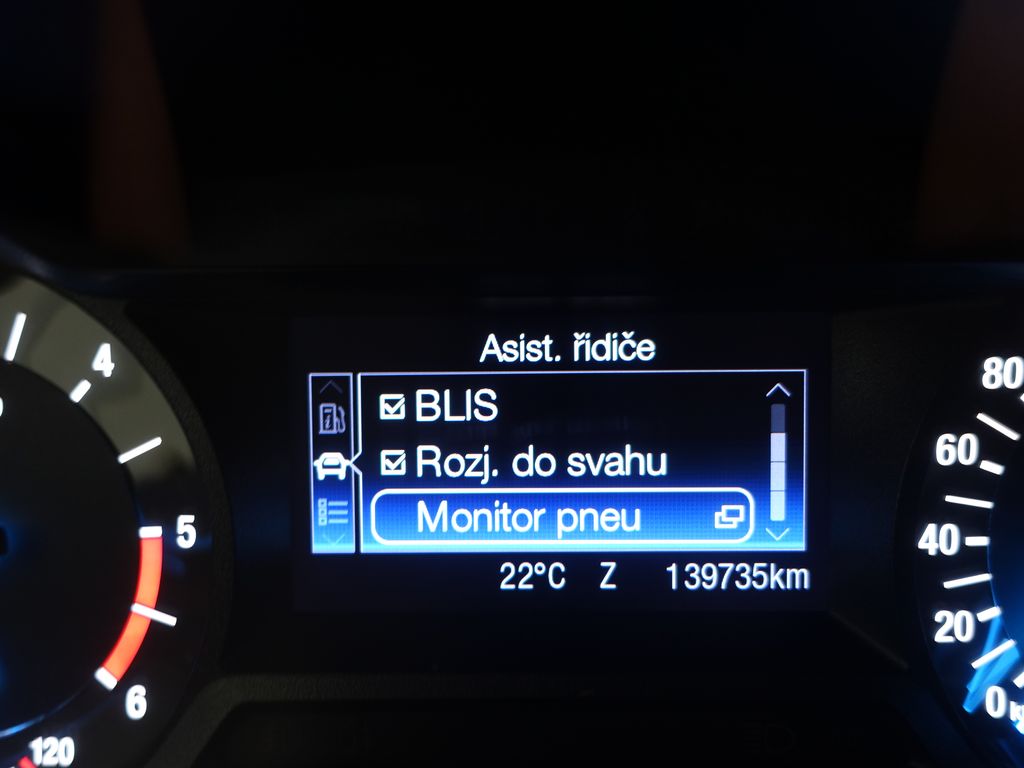 Asist. řidiče
BLIS
Rozj. do svahu
Monitor pneu
22°C Z 139735km
4
5
6
120
80
60
40
20
0